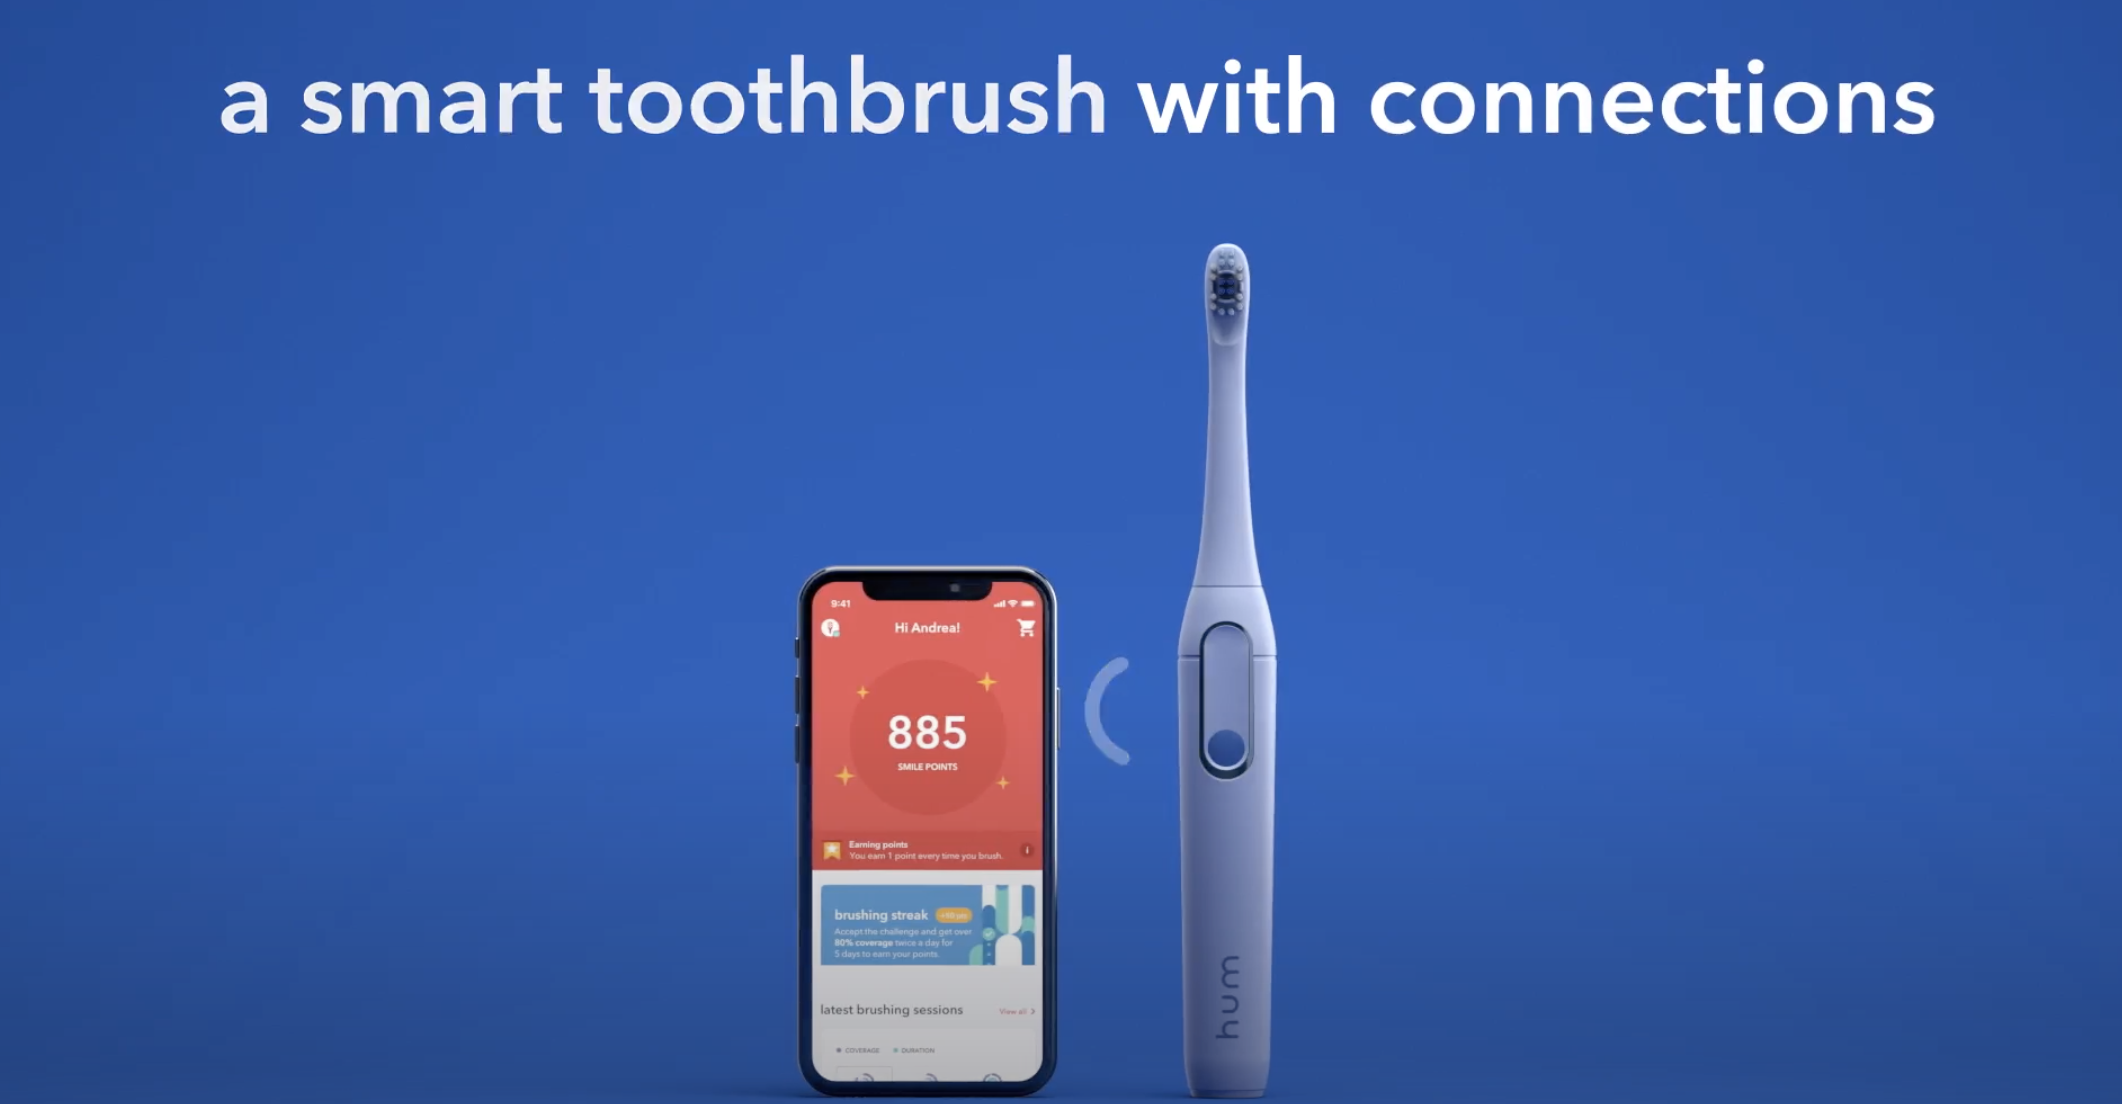 a smart toothbrush with connections
9:41
Hi Andrea!
885
SMILE POINTS
Earning points
You earn 1 point every time you brush.
brushing streak
Accept the challenge and get over
80% coverage twice a day for
5 days to earn your points.
latest brushing sessions View all
COVERAGE DURATION
hum